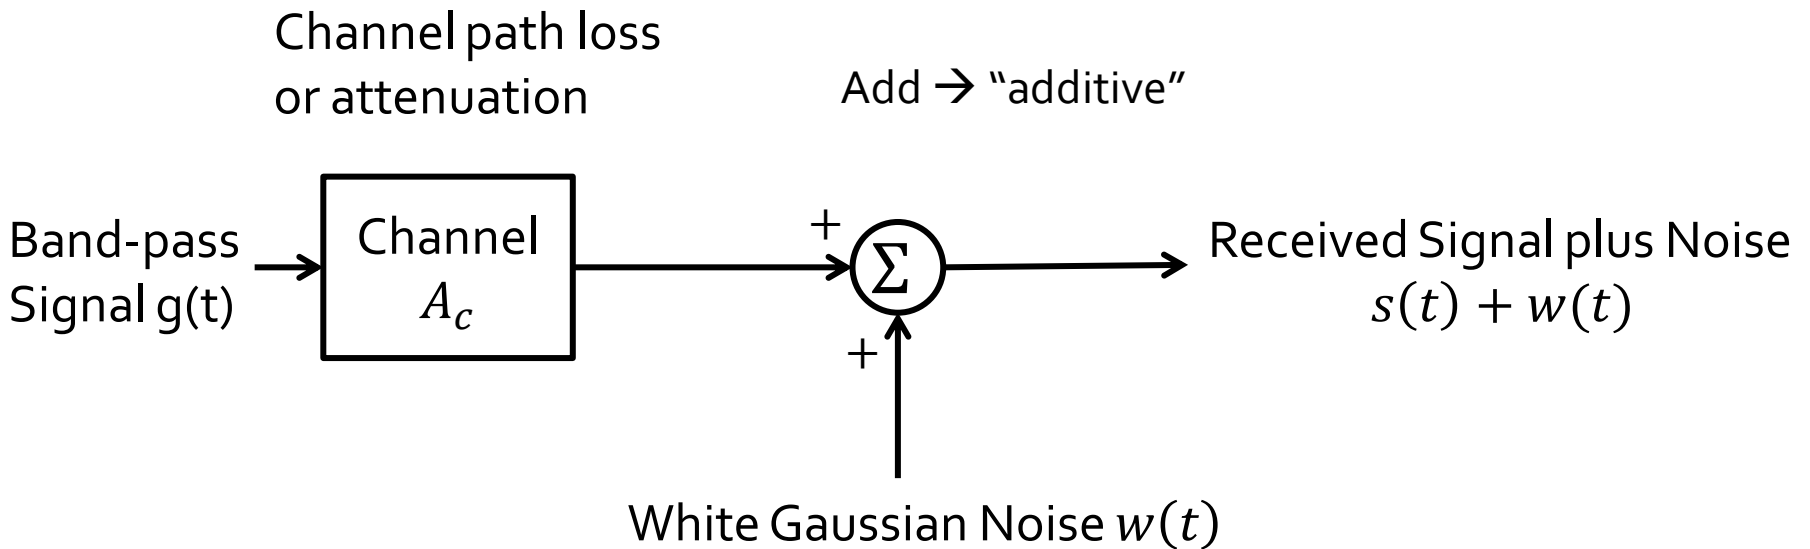 Channel path loss
or attenuation
Add → “additive”
Band-pass
Signal g(t)
Channel
A_c
+
Σ
+
Received Signal plus Noise
s(t) + w(t)
White Gaussian Noise w(t)